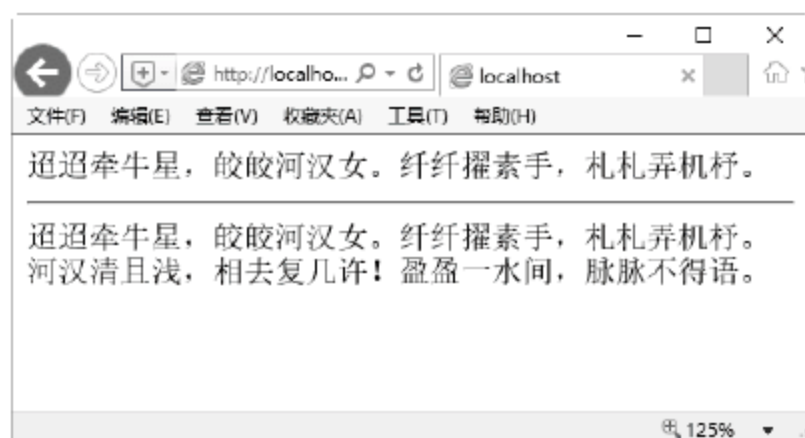 http://localho...
localhost
文件(F) 编辑(E) 查看(V) 收藏夹(A) 工具(T) 帮助(H)
迢迢牵牛星，皎皎河汉女。纤纤擢素手，札札弄机杼。
迢迢牵牛星，皎皎河汉女。纤纤擢素手，札札弄机杼。
河汉清且浅，相去复几许！盈盈一水间，脉脉不得语。
125%